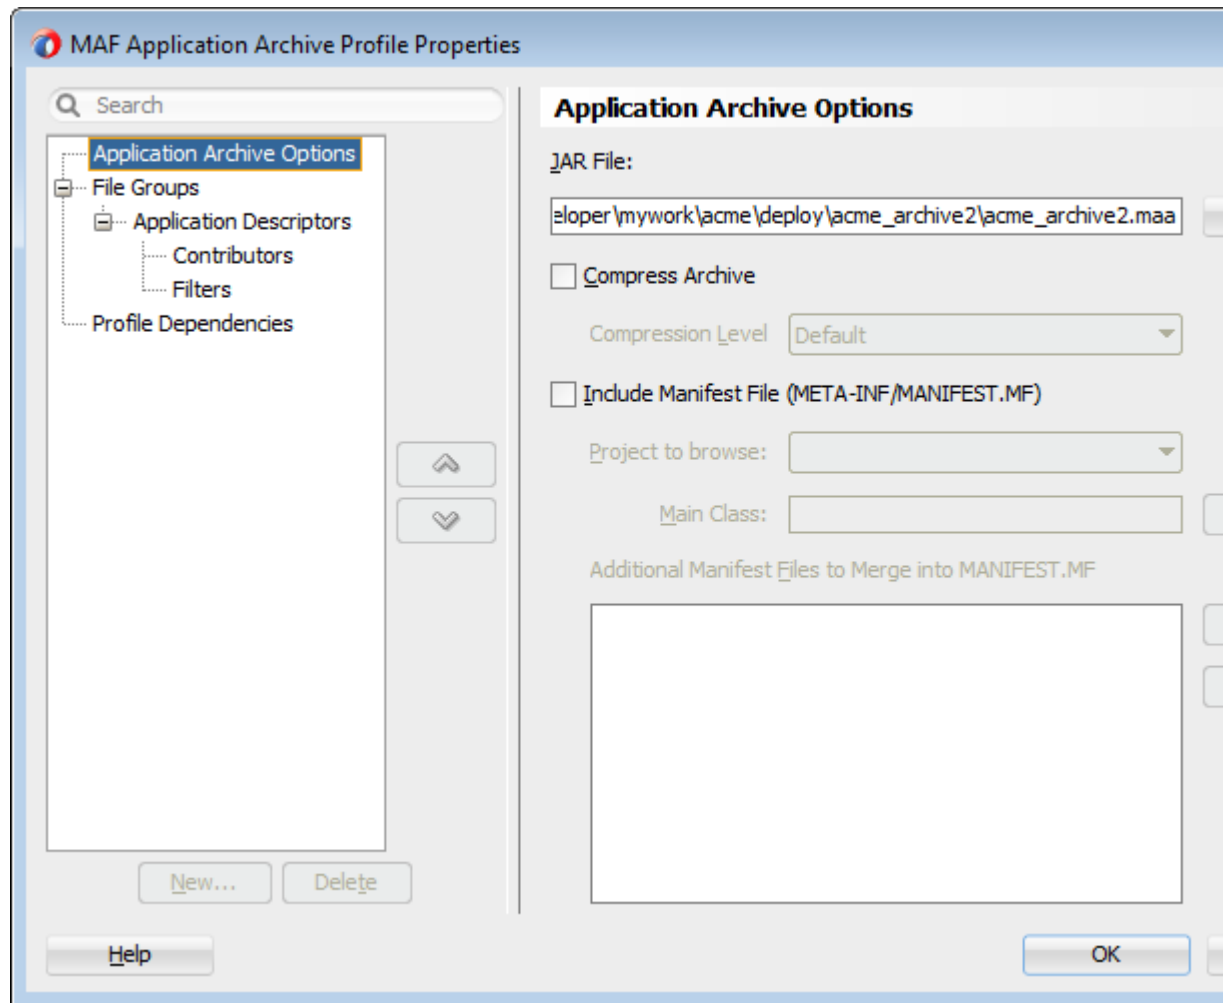 MAF Application Archive Profile Properties
Search
Application Archive Options
File Groups
Application Descriptors
Contributors
Filters
Profile Dependencies
New...
Delete
Help
Application Archive Options
JAR File:
eloper\mywork\acme\deploy\acme_archive2\acme_archive2.maa
Compress Archive
Compression Level Default
Include Manifest File (META-INF/MANIFEST.MF)
Project to browse:
Main Class:
Additional Manifest Files to Merge into MANIFEST.MF
OK